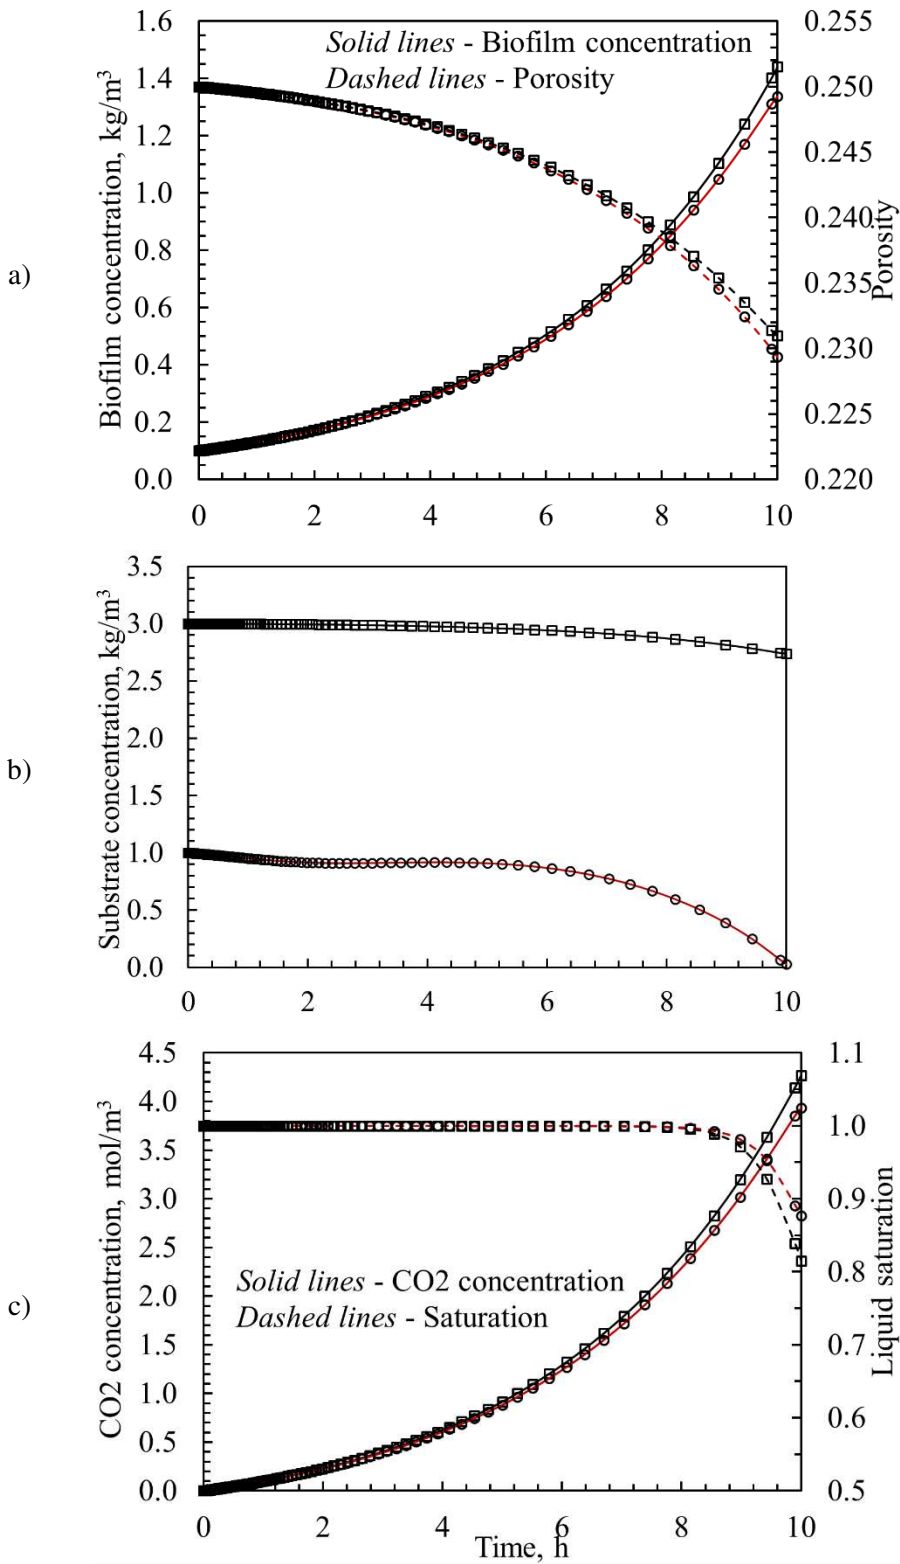 a)
Biofilm concentration, kg/m³
1.6
1.4
1.2
1.0
0.8
0.6
0.4
0.2
0.0
Solid lines - Biofilm concentration
Dashed lines - Porosity
0.255
0.250
0.245
0.240
0.235
0.230
0.225
0.220
Porosity
0 2 4 6 8 10
b)
Substrate concentration, kg/m³
3.5
3.0
2.5
2.0
1.5
1.0
0.5
0.0
0 2 4 6 8 10
c)
CO2 concentration, mol/m³
4.5
4.0
3.5
3.0
2.5
2.0
1.5
1.0
0.5
0.0
Solid lines - CO2 concentration
Dashed lines - Saturation
1.1
1.0
0.9
0.8
0.7
0.6
0.5
Liquid saturation
0 2 4 6 8 10
Time, h